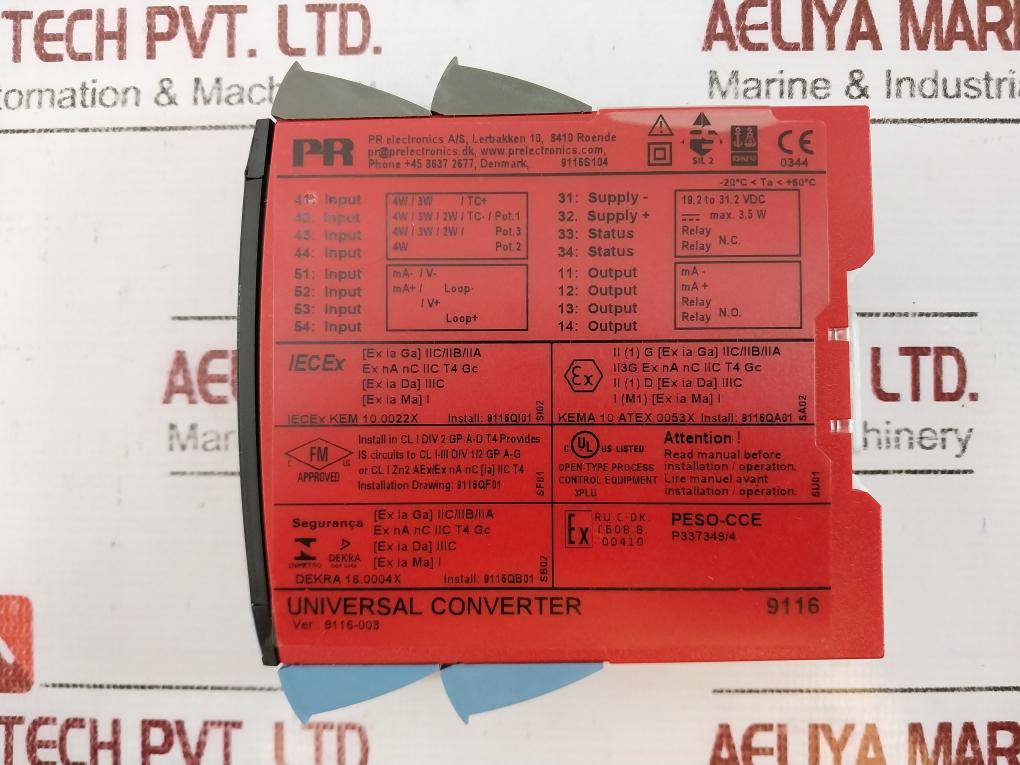 TECH PVT. LTD.
AELIYA MAR
Automation & Mach
Marine & Industria
PR
PR electronics A/S, Lerbakken 10, 8410 Roende
pr@prelectronics.dk, www.prelectronics.com,
Phone +45 8637 2677, Denmark, 9116S104
SIL 2
CE
0344
-20°C < Ta < +60°C
41: Input 4W / 3W / TC+
42: Input 4W / 3W / 2W / TC- / Pot.1
43: Input 4W / 3W / 2W / Pot.3
44: Input 4W Pot.2
51: Input mA- / V-
52: Input mA+ / Loop-
53: Input / V+
54: Input Loop+
31: Supply - 19.2 to 31.2 VDC
32: Supply + max. 3.5 W
33: Status Relay
34: Status Relay N.C.
11: Output mA -
12: Output mA +
13: Output Relay
14: Output Relay N.O.
IECEx
[Ex ia Ga] IIC/IIB/IIA
Ex nA nC IIC T4 Gc
[Ex ia Da] IIIC
[Ex ia Ma] I
IECEx KEM 10.0022X Install: 9116QI01
SI02
Ex
II (1) G [Ex ia Ga] IIC/IIB/IIA
II3G Ex nA nC IIC T4 Gc
II (1) D [Ex ia Da] IIIC
I (M1) [Ex ia Ma] I
KEMA 10 ATEX 0053X Install: 9116QA01
SA02
C FM US
APPROVED
Install in CL I DIV 2 GP A-D T4 Provides
IS circuits to CL I-III DIV 1/2 GP A-G
or CL I Zn2 AEx/Ex nA nC [ia] IIC T4
Installation Drawing: 9116QF01
SF01
C UL US LISTED
OPEN-TYPE PROCESS
CONTROL EQUIPMENT
3PLU
Attention !
Read manual before
installation / operation.
Lire manuel avant
installation / operation.
SU01
Segurança
DEKRA
[Ex ia Ga] IIC/IIB/IIA
Ex nA nC IIC T4 Gc
[Ex ia Da] IIIC
[Ex ia Ma] I
DEKRA 16.0004X Install: 9116QB01
SB02
Ex
RU C-DK.
ГБ08.В.
00410
PESO-CCE
P337349/4
UNIVERSAL CONVERTER 9116
Ver.: 9116-003
AEL
LTD.
Mar
hinery
TECH PVT. LTD
AELIYA MAR